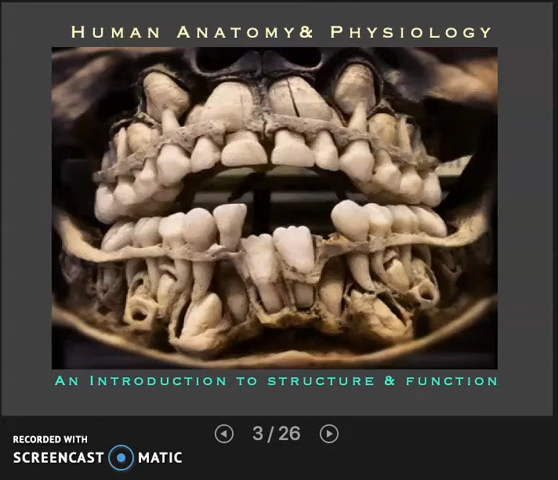 HUMAN ANATOMY& PHYSIOLOGY
AN INTRODUCTION TO STRUCTURE & FUNCTION
3 / 26
RECORDED WITH
SCREENCAST MATIC